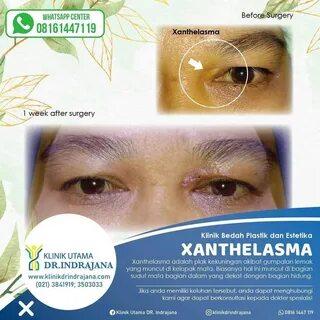 WHATSAPP CENTER
08161447119
Before Surgery
Xanthelasma
1 week after surgery
Klinik Bedah Plastik dan Estetika
XANTHELASMA
Xanthelasma adalah plak kekuningan akibat gumpalan lemak
yang muncul di kelopak mata. Biasanya hal ini muncul di bagian
sudut mata bagian dalam yang dekat dengan bagian hidung.
Jika anda memiliki keluhan tersebut, anda dapat menghubungi
kami agar dapat berkonsultasi kepada dokter spesialis!
KLINIK UTAMA
DR.INDRAJANA
www.klinikdrindrajana.com
(021) 3841919; 3503033
Klinik Utama DR. Indrajana
@klinikdrindrajana
0816 1447 119